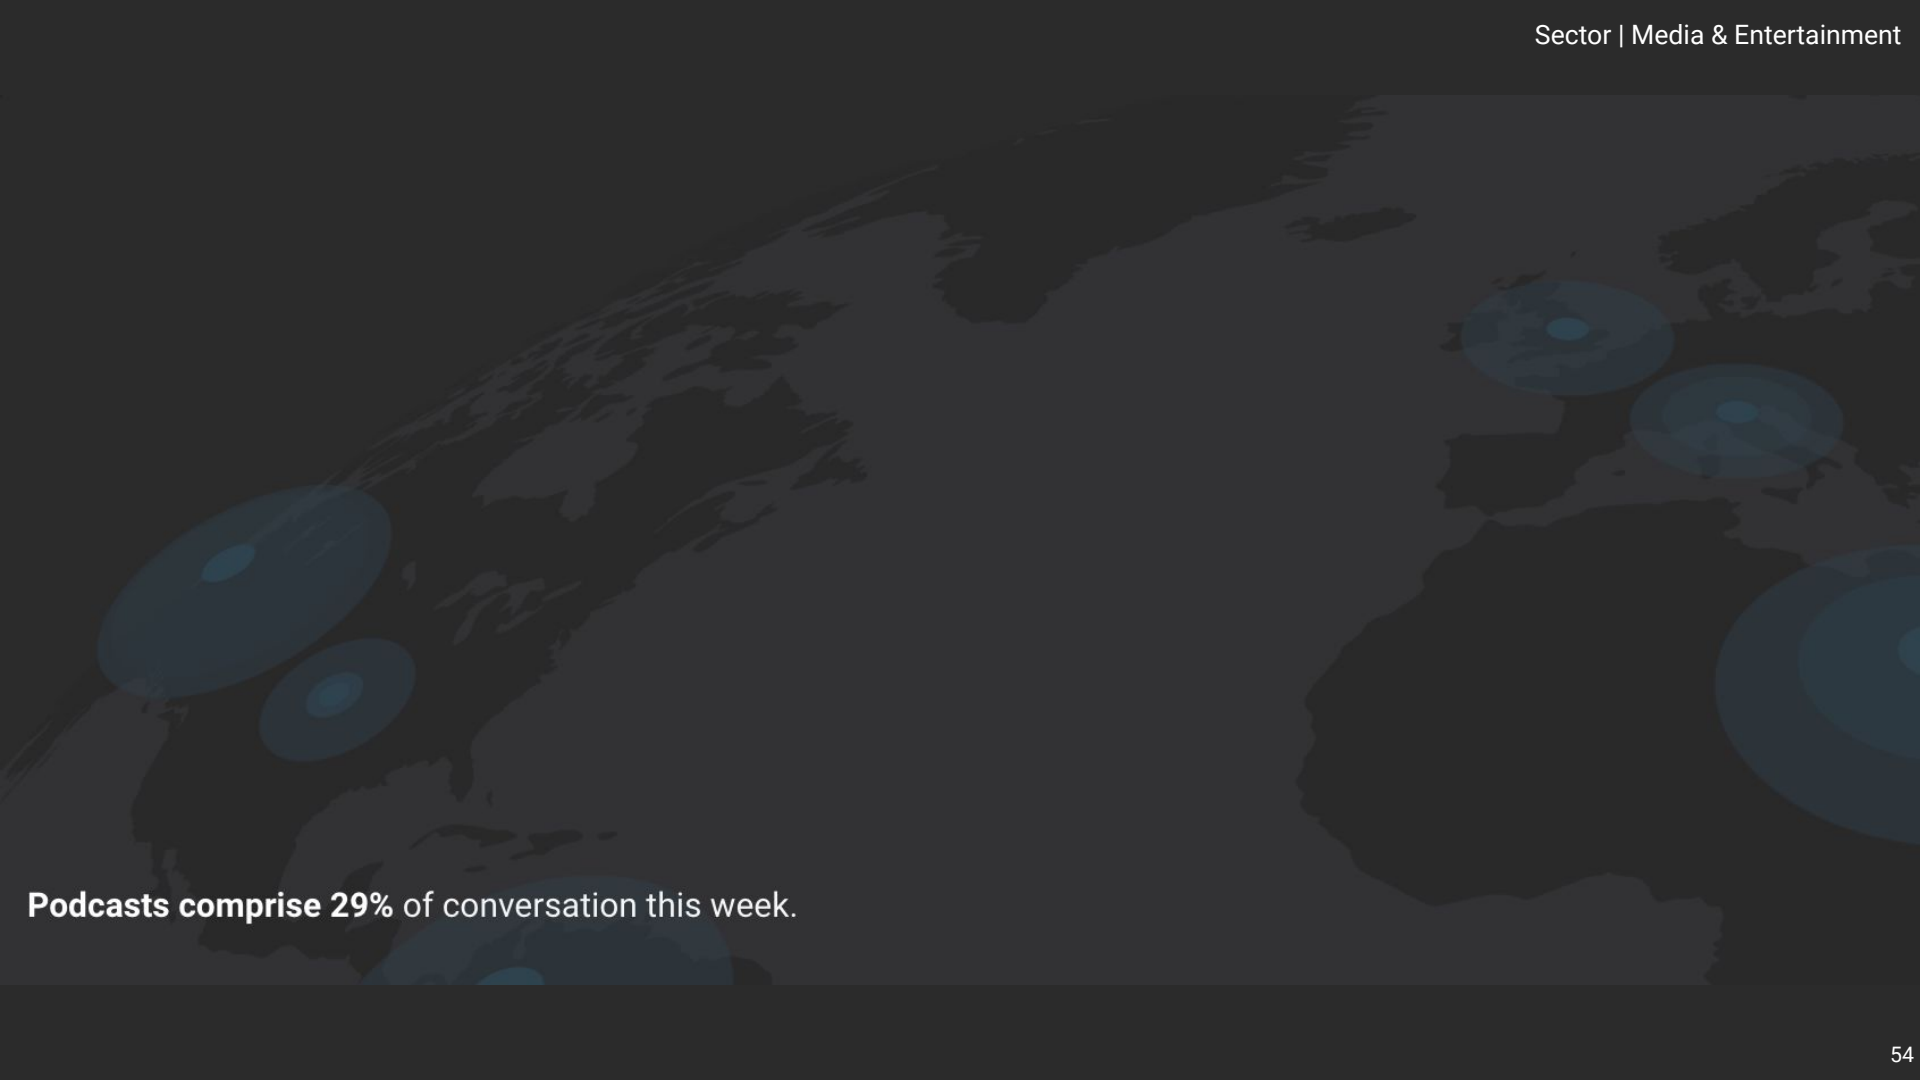 Sector | Media & Entertainment
Podcasts comprise 29% of conversation this week.
54